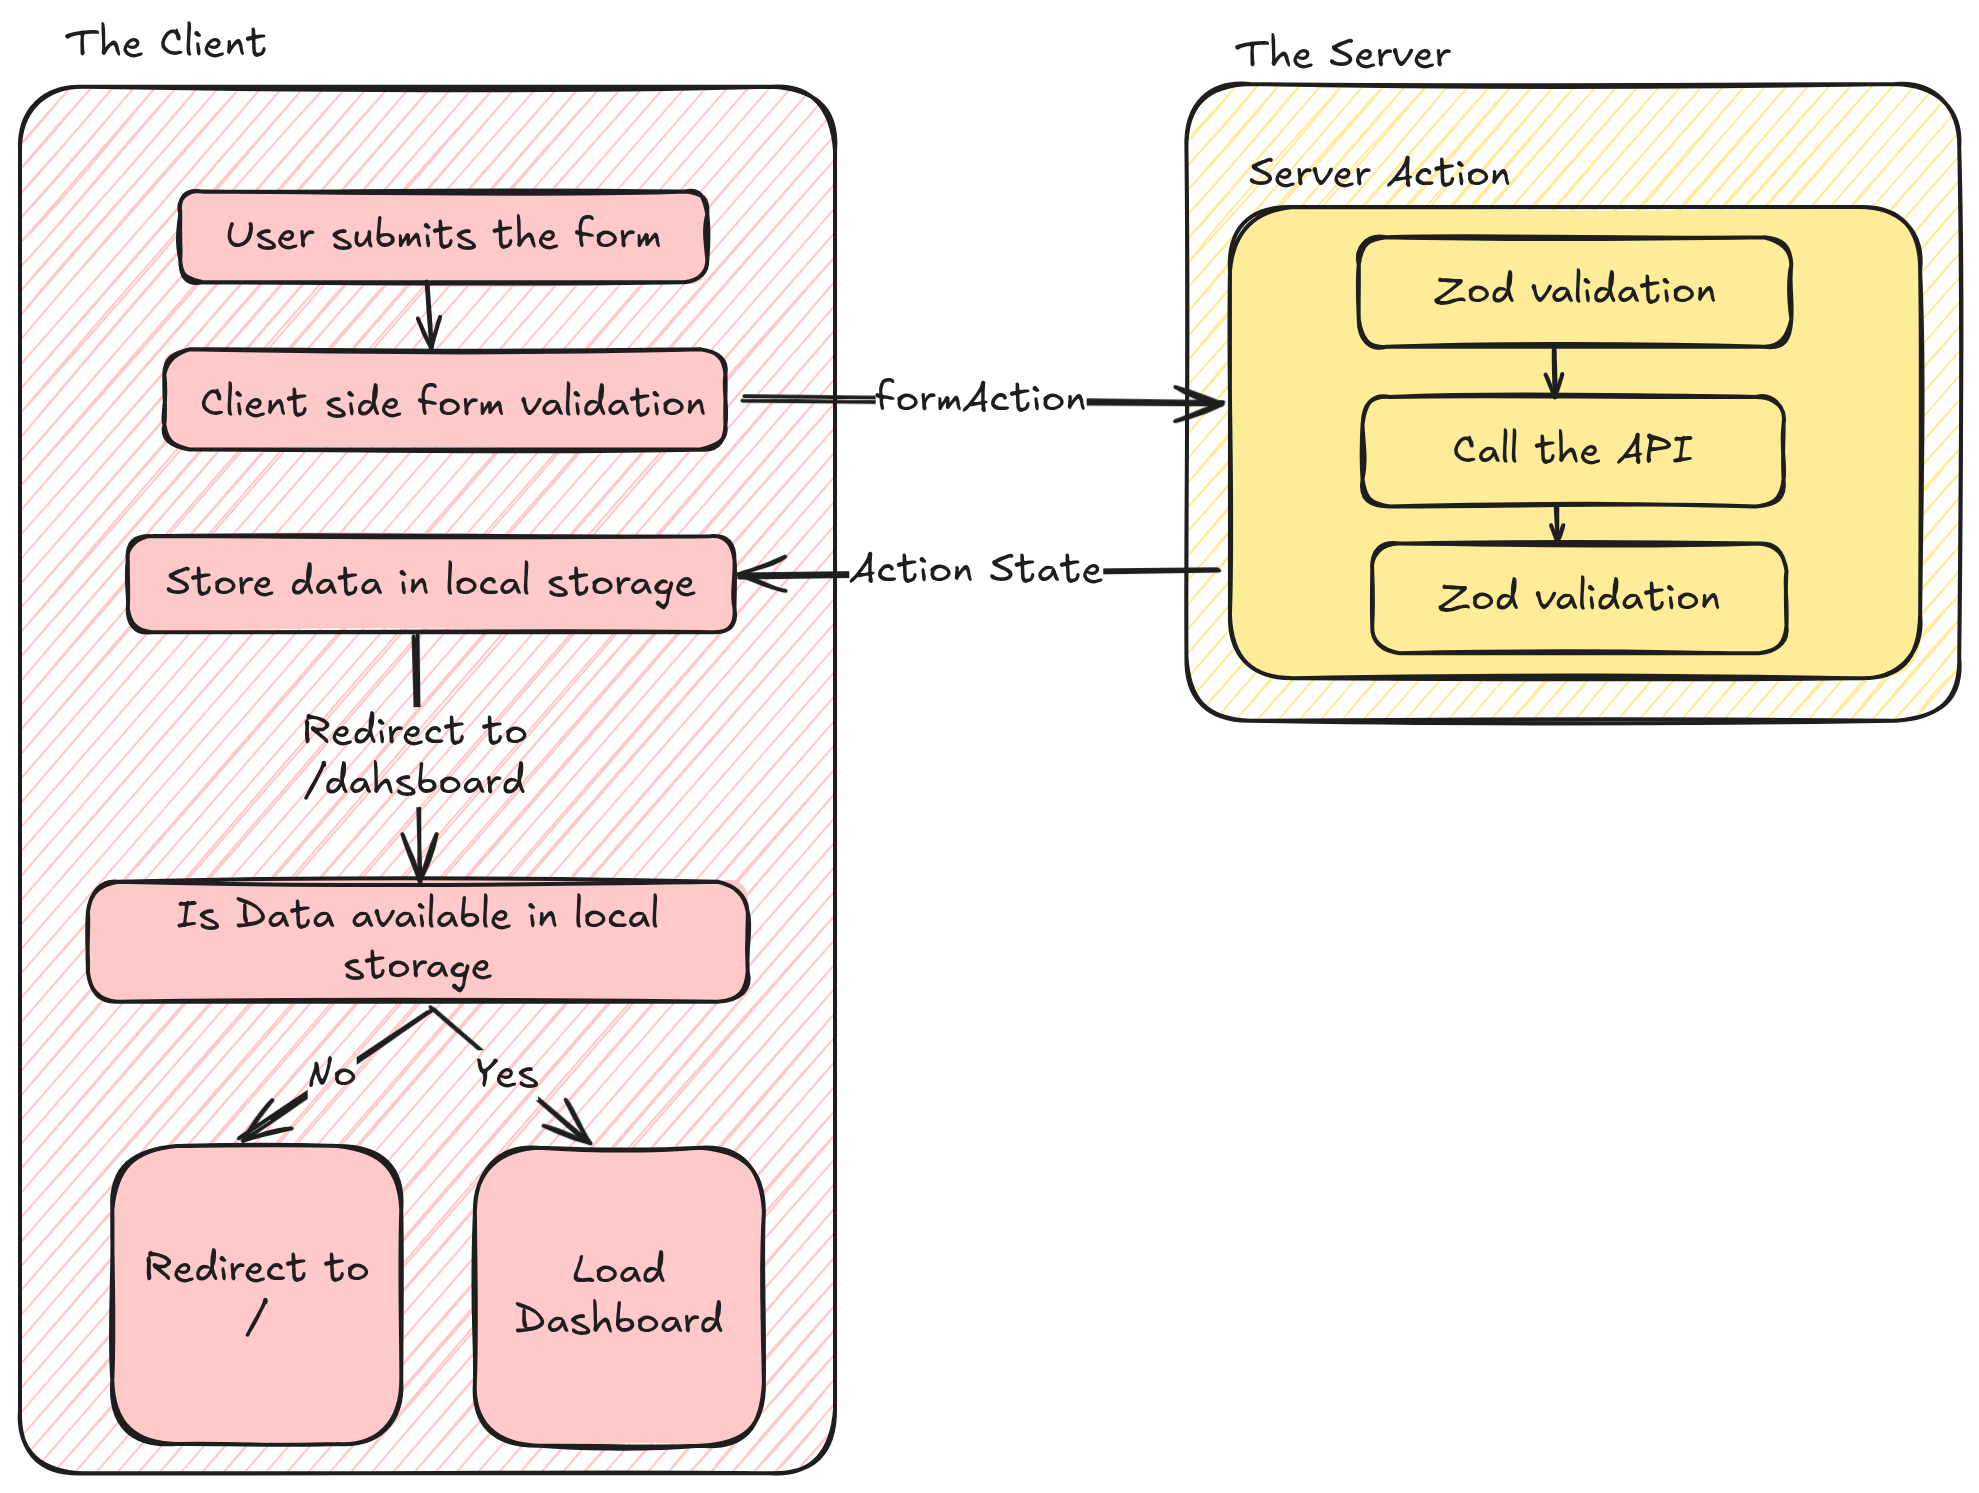 The Client
User submits the form
Client side form validation
formAction
Store data in local storage
Action State
Redirect to
/dahsboard
Is Data available in local
storage
No
Yes
Redirect to
/
Load
Dashboard
The Server
Server Action
Zod validation
Call the API
Zod validation